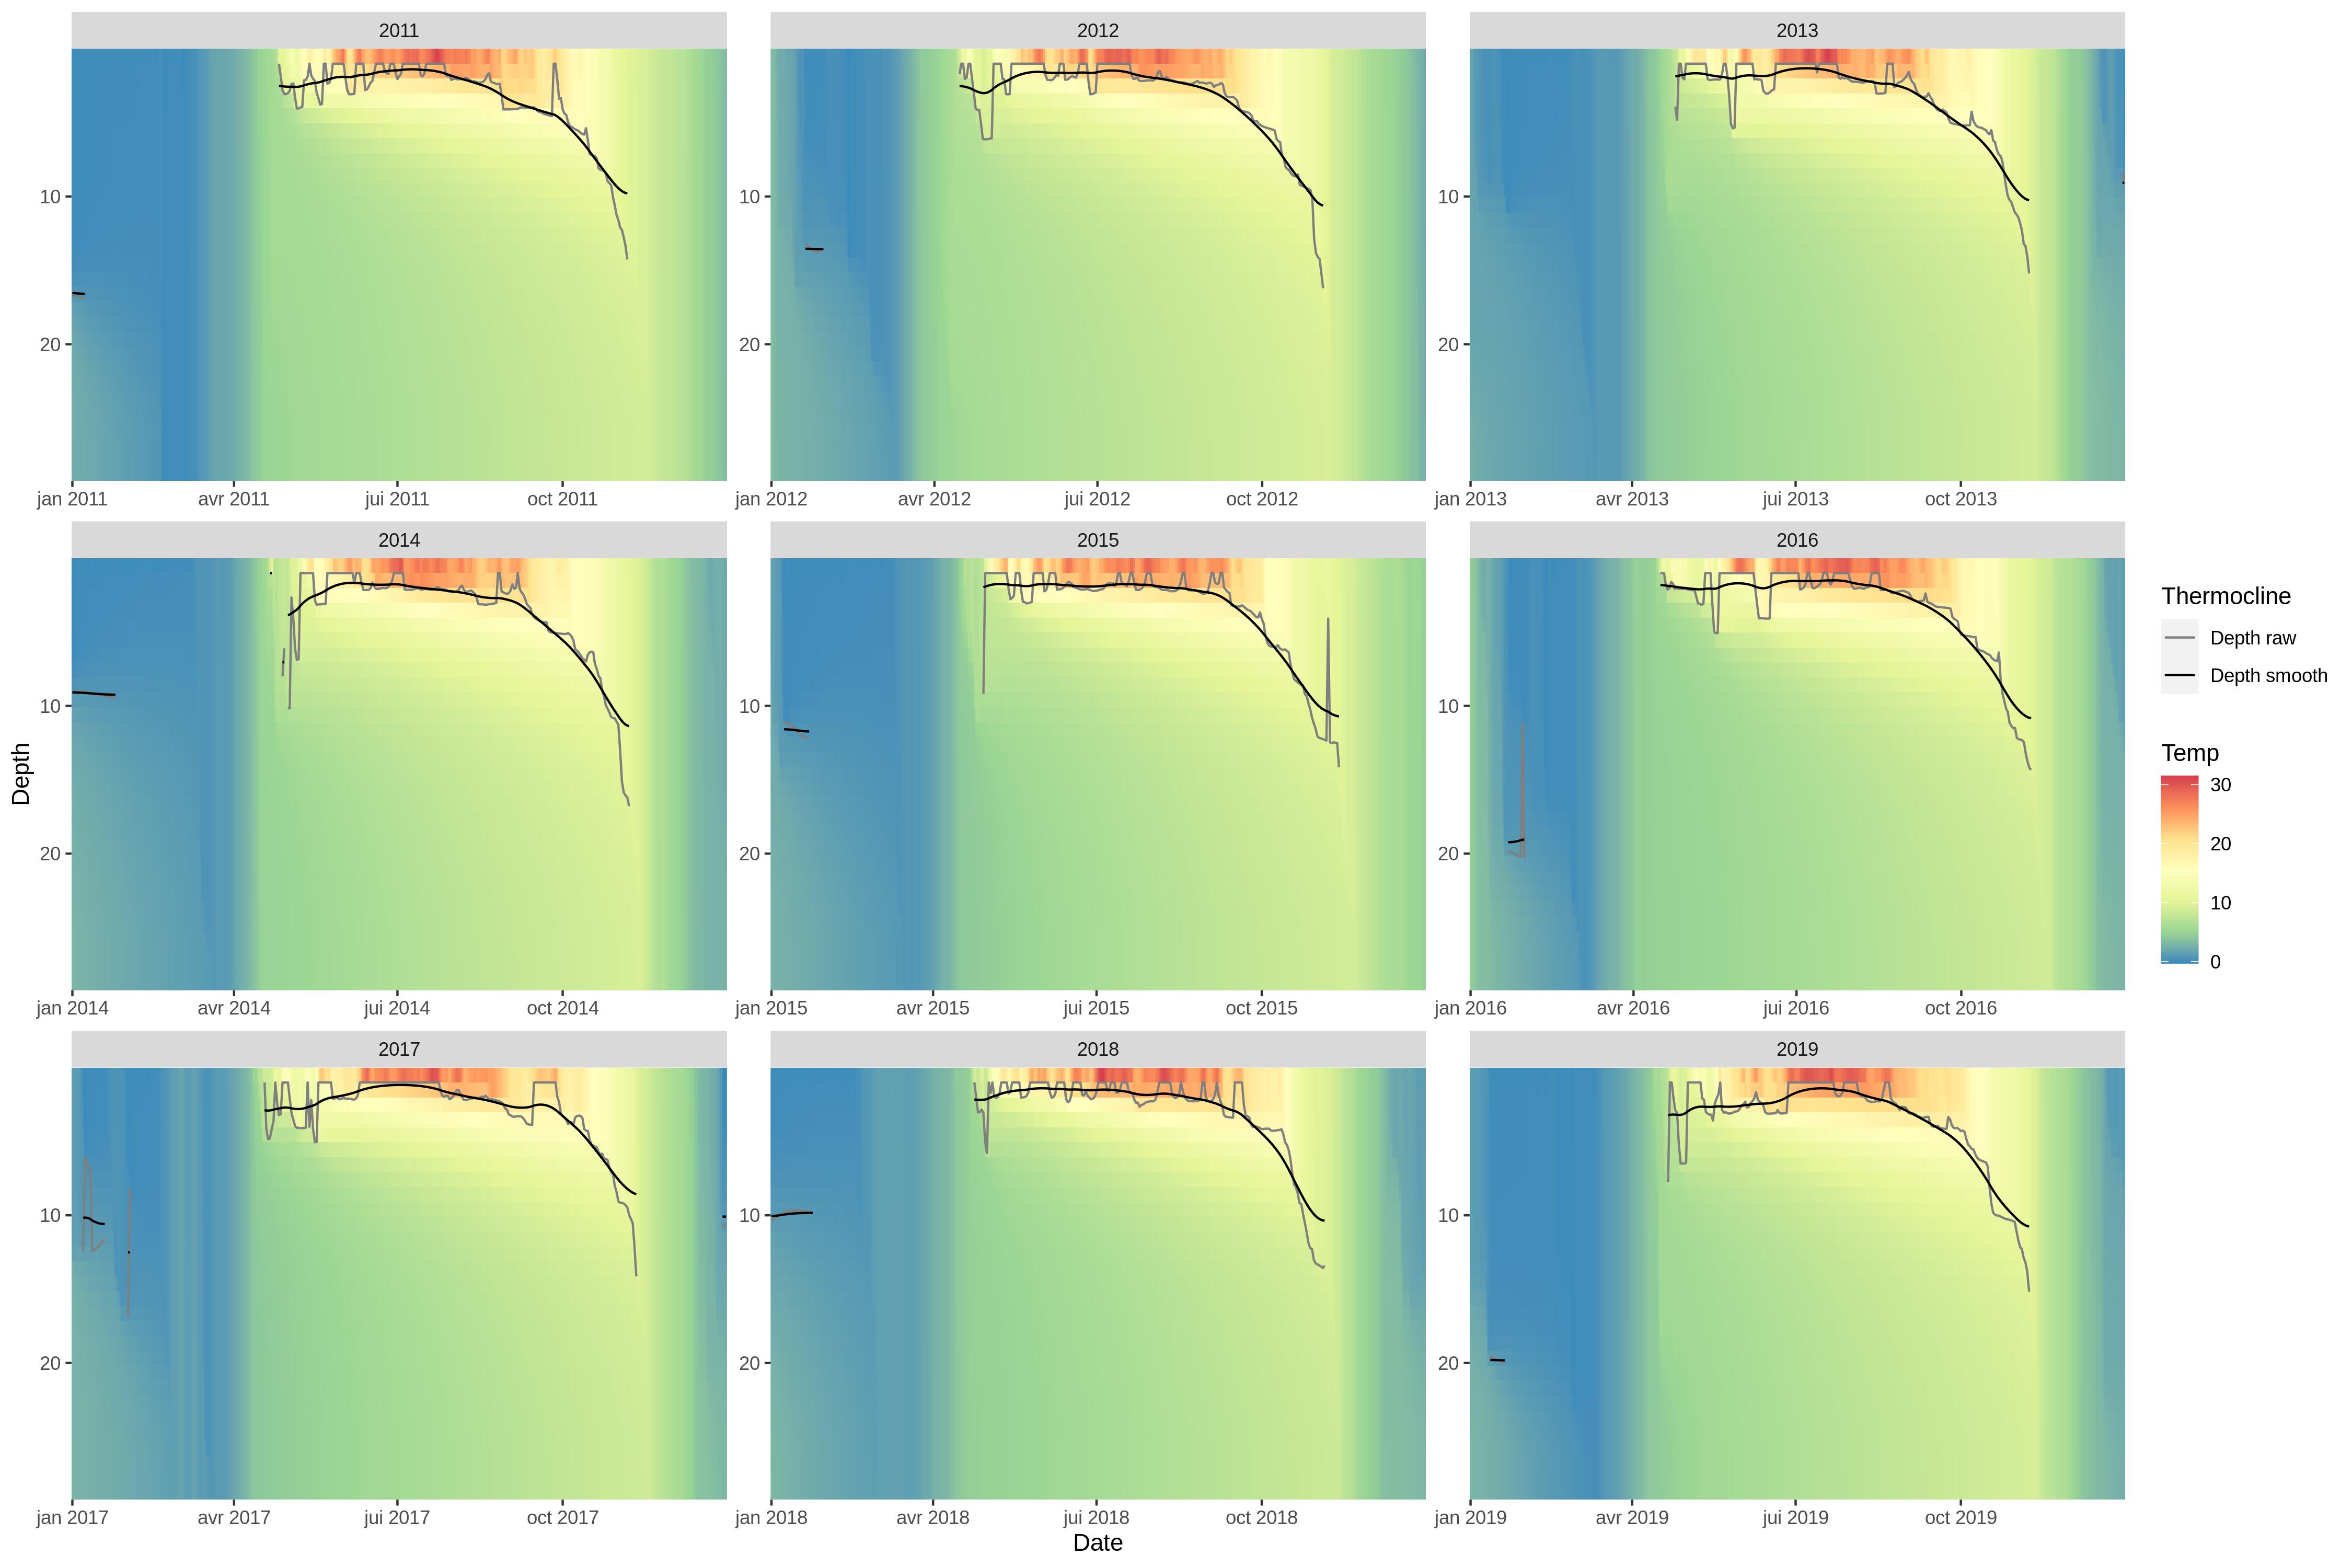 2011 2012 2013
10 10 10
20 20 20
jan 2011 avr 2011 jui 2011 oct 2011 jan 2012 avr 2012 jui 2012 oct 2012 jan 2013 avr 2013 jui 2013 oct 2013
2014 2015 2016
10 10 10
20 20 20
jan 2014 avr 2014 jui 2014 oct 2014 jan 2015 avr 2015 jui 2015 oct 2015 jan 2016 avr 2016 jui 2016 oct 2016
2017 2018 2019
10 10 10
20 20 20
jan 2017 avr 2017 jui 2017 oct 2017 jan 2018 avr 2018 jui 2018 oct 2018 jan 2019 avr 2019 jui 2019 oct 2019
Depth
Date
Thermocline
Depth raw
Depth smooth
Temp
30
20
10
0